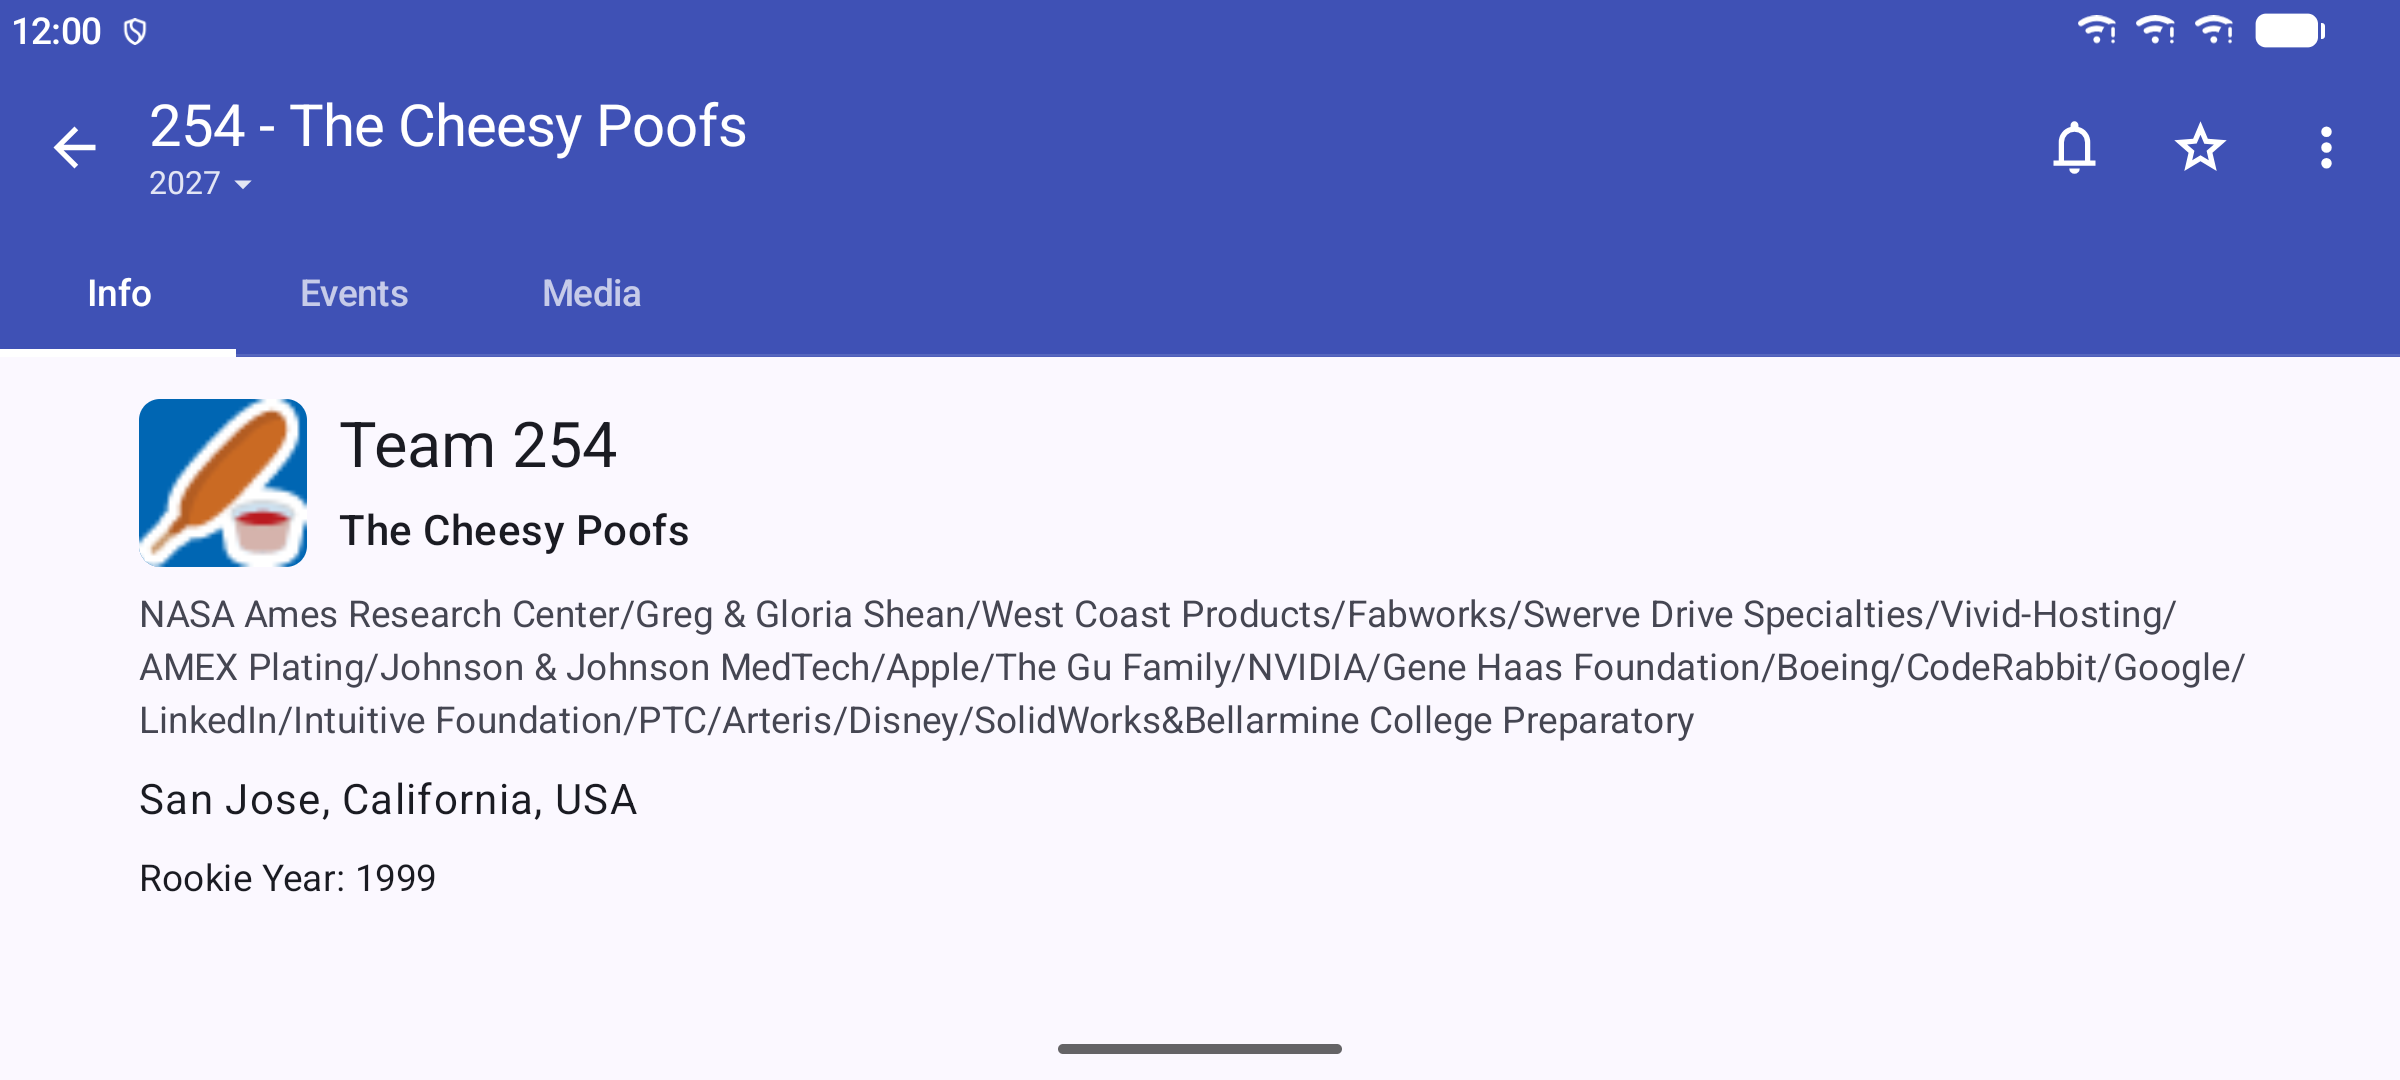 12:00
254 - The Cheesy Poofs
2027
Info
Events
Media
Team 254
The Cheesy Poofs
NASA Ames Research Center/Greg & Gloria Shean/West Coast Products/Fabworks/Swerve Drive Specialties/Vivid-Hosting/
AMEX Plating/Johnson & Johnson MedTech/Apple/The Gu Family/NVIDIA/Gene Haas Foundation/Boeing/CodeRabbit/Google/
LinkedIn/Intuitive Foundation/PTC/Arteris/Disney/SolidWorks&Bellarmine College Preparatory
San Jose, California, USA
Rookie Year: 1999